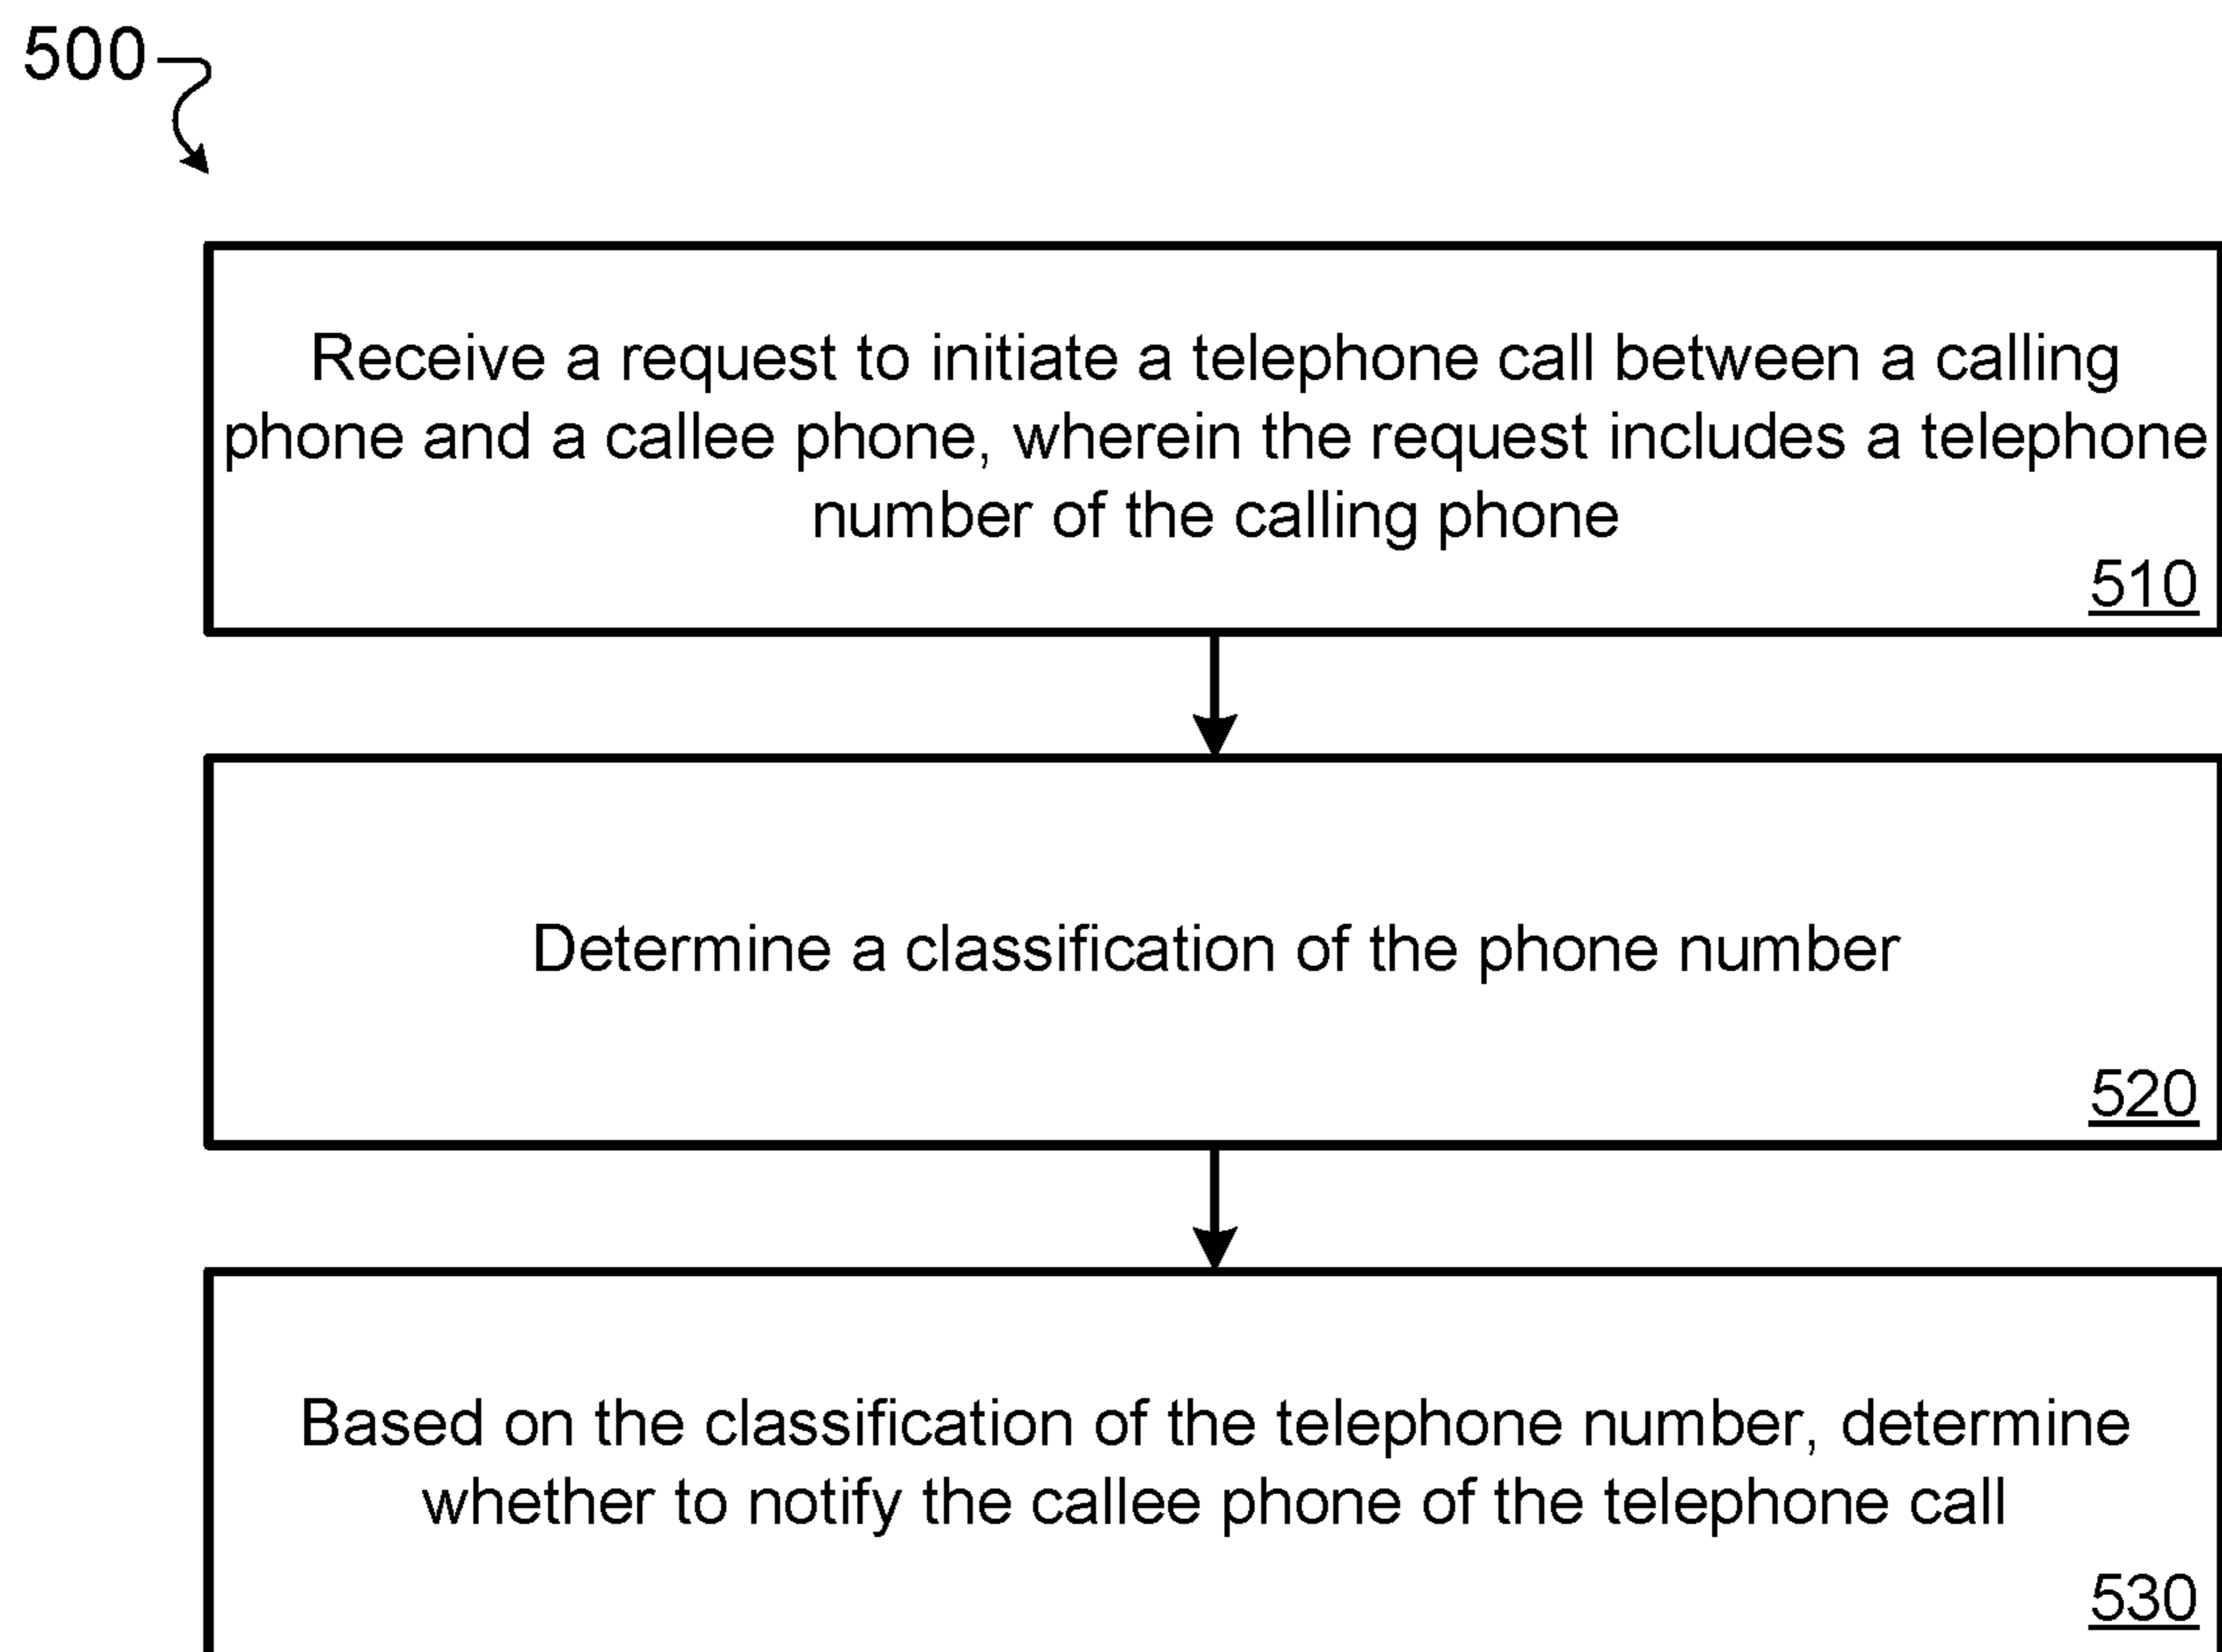 500
Receive a request to initiate a telephone call between a calling
phone and a callee phone, wherein the request includes a telephone
number of the calling phone
510
Determine a classification of the phone number
520
Based on the classification of the telephone number, determine
whether to notify the callee phone of the telephone call
530